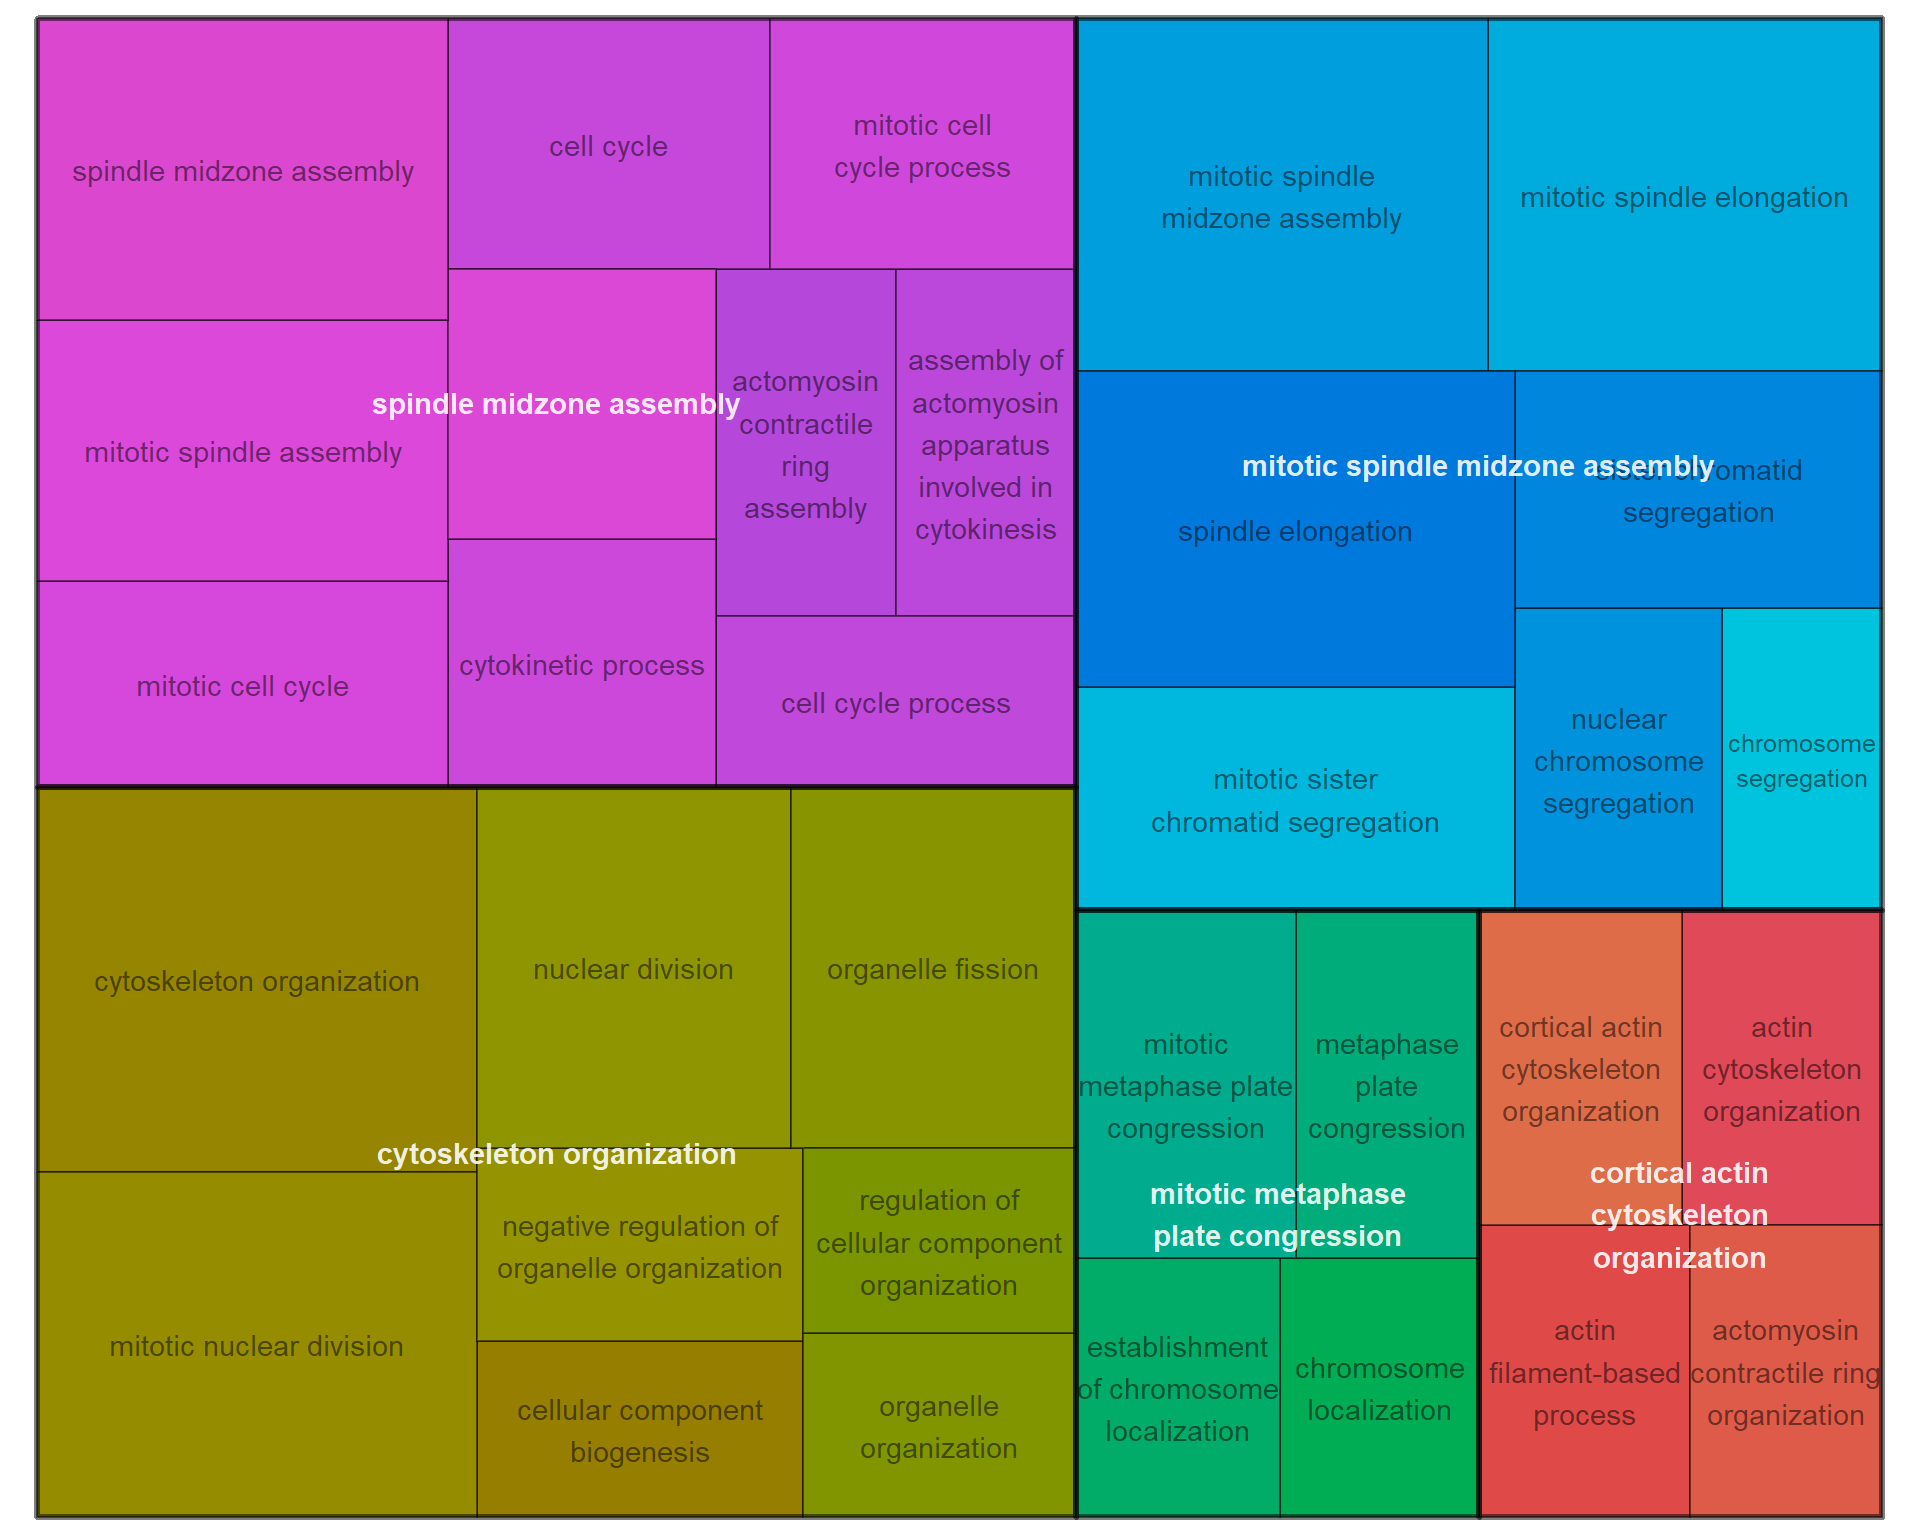 spindle midzone assembly
cell cycle
mitotic cell
cycle process
mitotic spindle assembly
spindle midzone assembly
actomyosin
contractile
ring
assembly
assembly of
actomyosin
apparatus
involved in
cytokinesis
mitotic cell cycle
cytokinetic process
cell cycle process
mitotic spindle
midzone assembly
mitotic spindle elongation
mitotic spindle midzone assembly
spindle elongation
sister chromatid
segregation
mitotic sister
chromatid segregation
nuclear
chromosome
segregation
chromosome
segregation
cytoskeleton organization
nuclear division
organelle fission
cytoskeleton organization
mitotic nuclear division
negative regulation of
organelle organization
regulation of
cellular component
organization
cellular component
biogenesis
organelle
organization
mitotic
metaphase plate
congression
metaphase
plate
congression
mitotic metaphase
plate congression
establishment
of chromosome
localization
chromosome
localization
cortical actin
cytoskeleton
organization
actin
cytoskeleton
organization
cortical actin
cytoskeleton
organization
actin
filament-based
process
actomyosin
contractile ring
organization